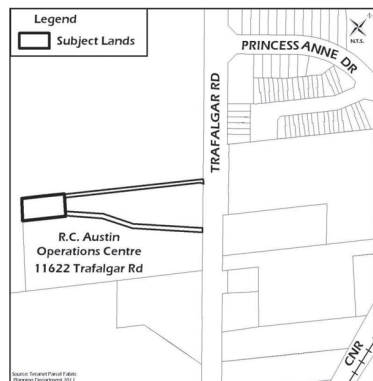 Legend
Subject Lands
N.T.S.
PRINCESS ANNE DR
TRAFALGAR RD
R.C. Austin
Operations Centre
11622 Trafalgar Rd
CNR
Source: Teranet Parcel Fabric
Planning Department 2011